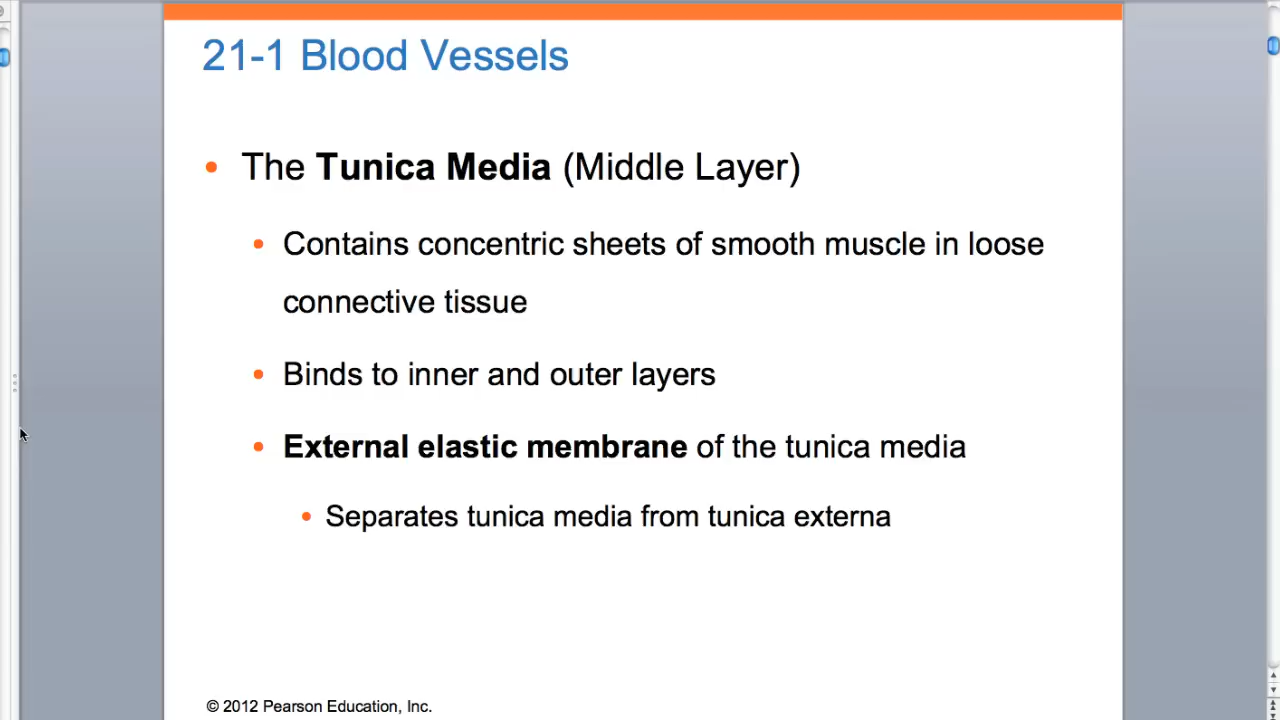 21-1 Blood Vessels
• The Tunica Media (Middle Layer)
• Contains concentric sheets of smooth muscle in loose
connective tissue
• Binds to inner and outer layers
• External elastic membrane of the tunica media
• Separates tunica media from tunica externa
© 2012 Pearson Education, Inc.